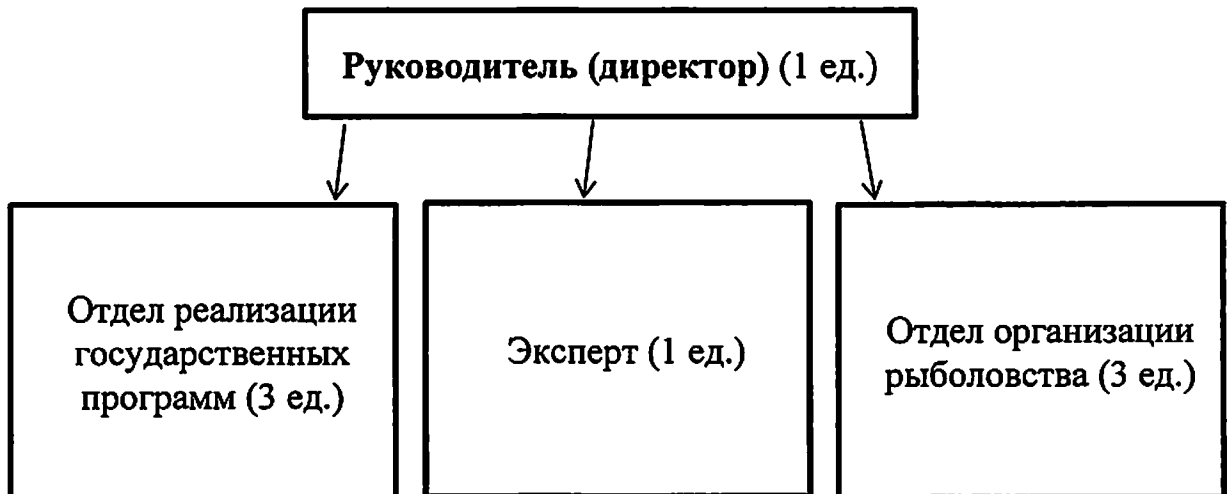 Руководитель (директор) (1 ед.)
Отдел реализации
государственных
программ (3 ед.)
Эксперт (1 ед.)
Отдел организации
рыболовства (3 ед.)